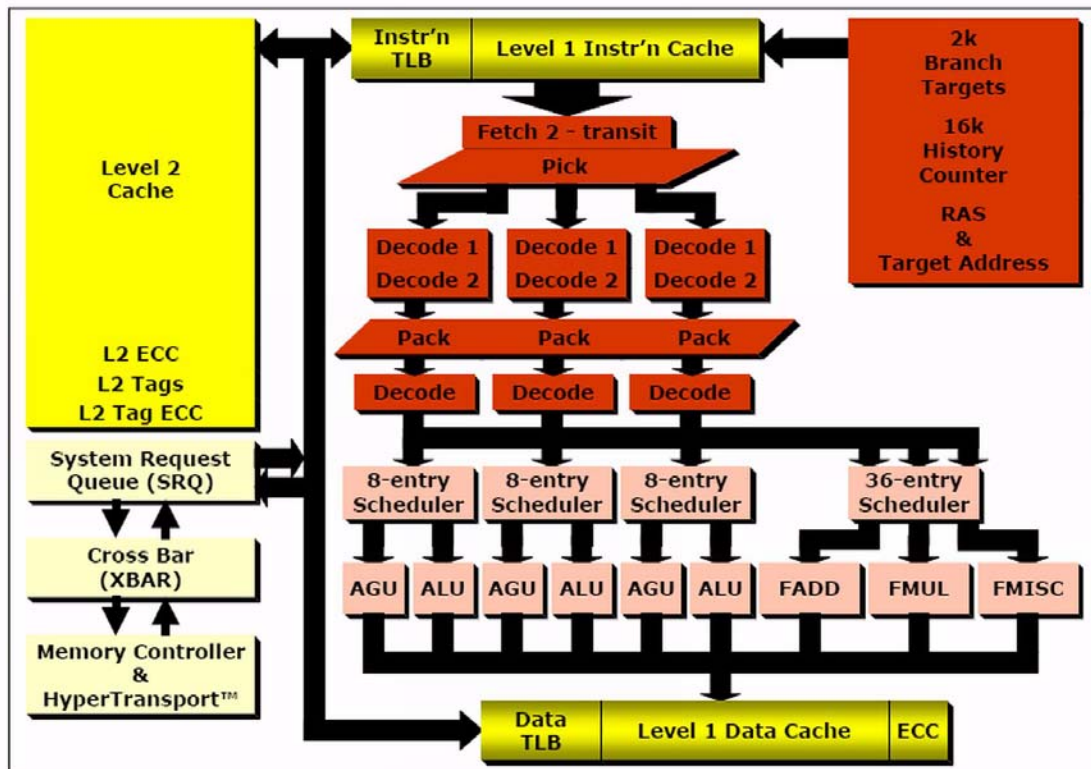 Instr'n
TLB
Level 1 Instr'n Cache
2k
Branch
Targets
16k
History
Counter
RAS
&
Target Address
Level 2
Cache
L2 ECC
L2 Tags
L2 Tag ECC
Fetch 2 - transit
Pick
Decode 1
Decode 2
Decode 1
Decode 2
Decode 1
Decode 2
Pack
Pack
Pack
Decode
Decode
Decode
System Request
Queue (SRQ)
Cross Bar
(XBAR)
Memory Controller
&
HyperTransport™
8-entry
Scheduler
8-entry
Scheduler
8-entry
Scheduler
36-entry
Scheduler
AGU
ALU
AGU
ALU
AGU
ALU
FADD
FMUL
FMISC
Data
TLB
Level 1 Data Cache
ECC